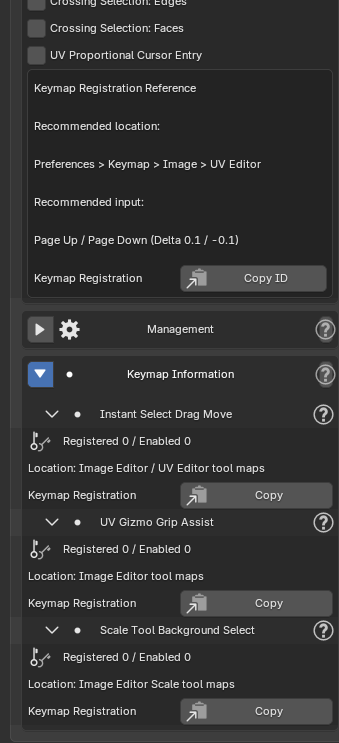 Crossing Selection: Edges
Crossing Selection: Faces
UV Proportional Cursor Entry
Keymap Registration Reference
Recommended location:
Preferences > Keymap > Image > UV Editor
Recommended input:
Page Up / Page Down (Delta 0.1 / -0.1)
Keymap Registration Copy ID
Management ?
Keymap Information ?
Instant Select Drag Move ?
Registered 0 / Enabled 0
Location: Image Editor / UV Editor tool maps
Keymap Registration Copy
UV Gizmo Grip Assist ?
Registered 0 / Enabled 0
Location: Image Editor tool maps
Keymap Registration Copy
Scale Tool Background Select ?
Registered 0 / Enabled 0
Location: Image Editor Scale tool maps
Keymap Registration Copy